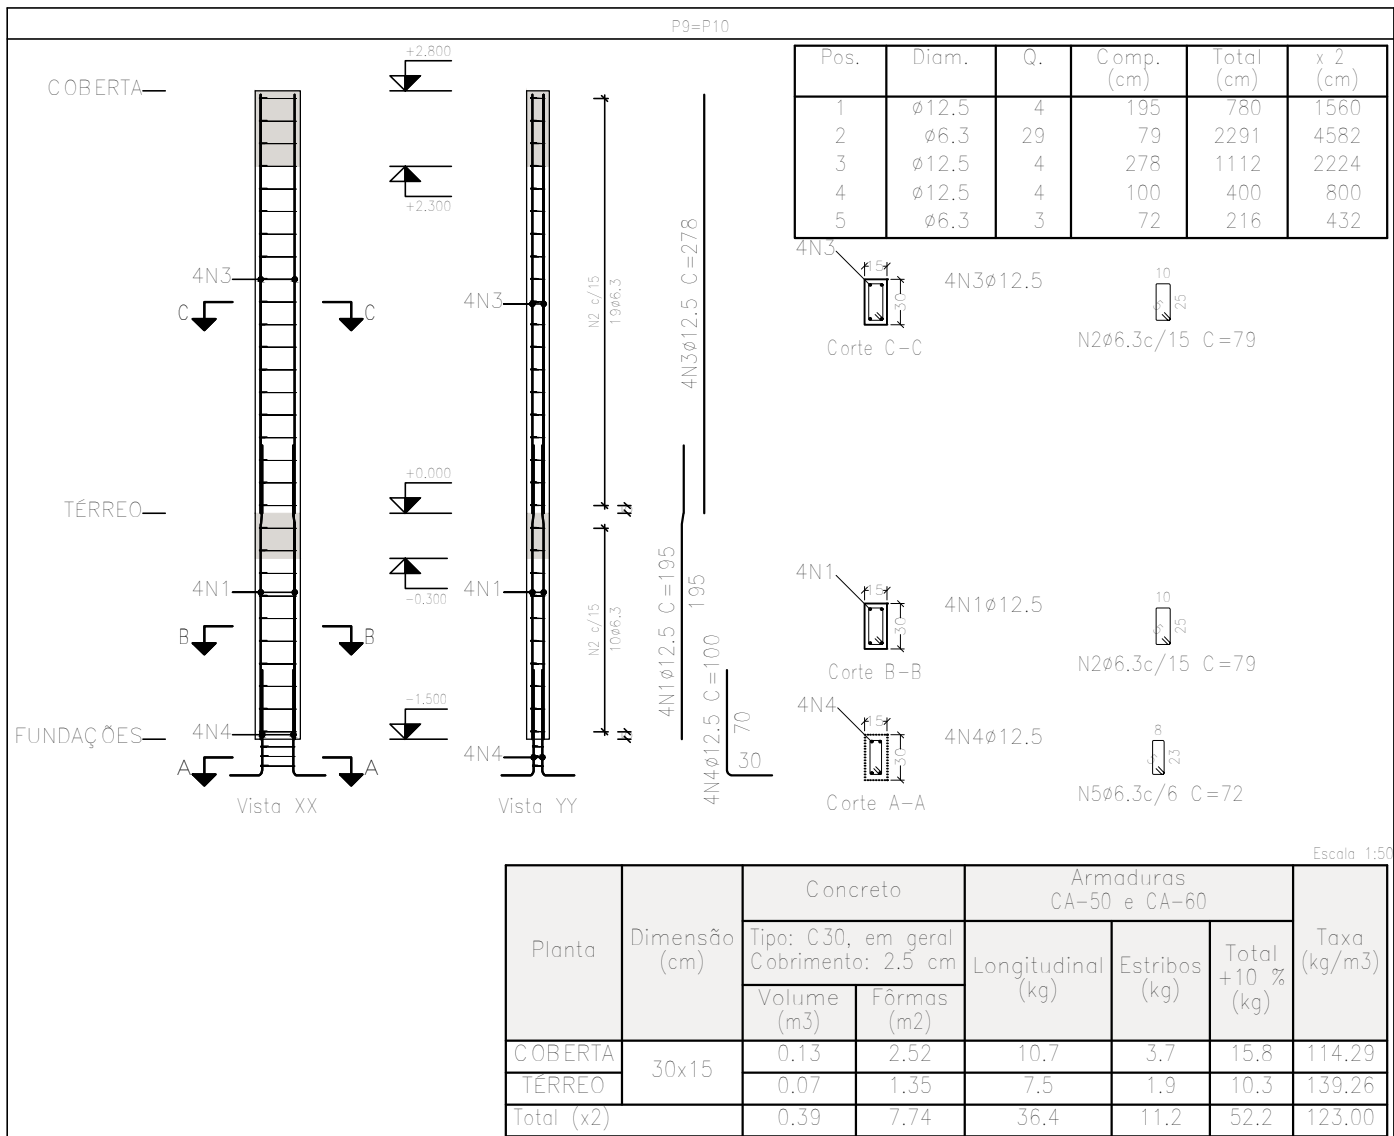 P9=P10
Pos. Diam. Q. Comp. (cm) Total (cm) x 2 (cm)
1 ø12.5 4 195 780 1560
2 ø6.3 29 79 2291 4582
3 ø12.5 4 278 1112 2224
4 ø12.5 4 100 400 800
5 ø6.3 3 72 216 432
COBERTA
+2.800
+2.300
4N3
C C
TÉRREO
+0.000
-0.300
4N1
B B
-1.500
FUNDAÇÕES
4N4
A A
Vista XX
4N3
4N1
4N4
Vista YY
N2 c/15
19ø6.3
N2 c/15
10ø6.3
4N3ø12.5 C=278
4N1ø12.5 C=195
195
4N4ø12.5 C=100
70
30
4N3
15
30
4N3ø12.5
Corte C-C
10
25
5
N2ø6.3c/15 C=79
4N1
15
30
4N1ø12.5
Corte B-B
10
25
5
N2ø6.3c/15 C=79
4N4
15
30
4N4ø12.5
Corte A-A
8
23
5
N5ø6.3c/6 C=72
Escala 1:50
Planta
Dimensão
(cm)
Concreto
Tipo: C30, em geral
Cobrimento: 2.5 cm
Volume
(m3)
Fôrmas
(m2)
Armaduras
CA-50 e CA-60
Longitudinal
(kg)
Estribos
(kg)
Total
+10 %
(kg)
Taxa
(kg/m3)
COBERTA 30x15 0.13 2.52 10.7 3.7 15.8 114.29
TÉRREO 0.07 1.35 7.5 1.9 10.3 139.26
Total (x2) 0.39 7.74 36.4 11.2 52.2 123.00